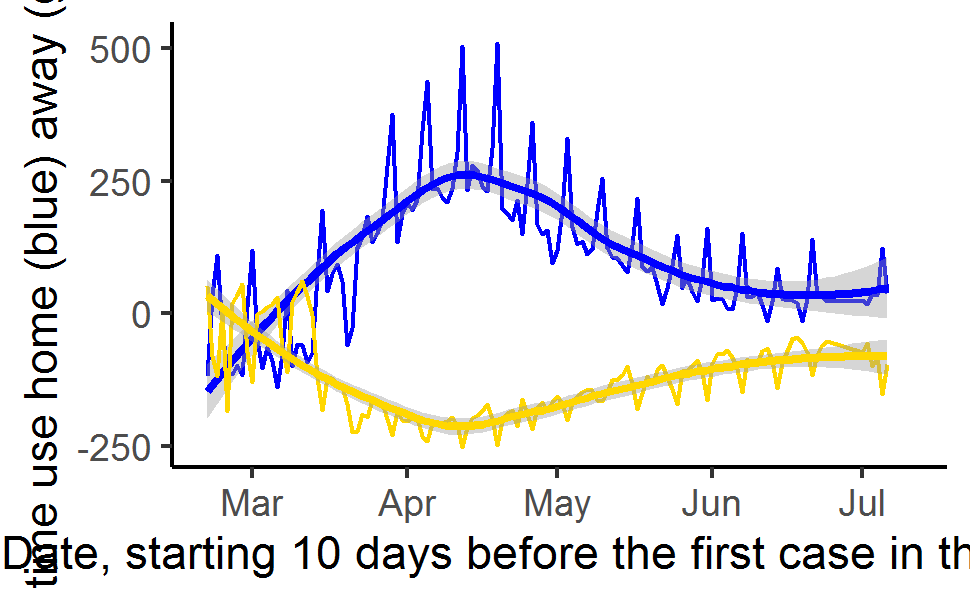 time use home (blue) away (
500
250
0
-250
Mar Apr May Jun Jul
Date, starting 10 days before the first case in th